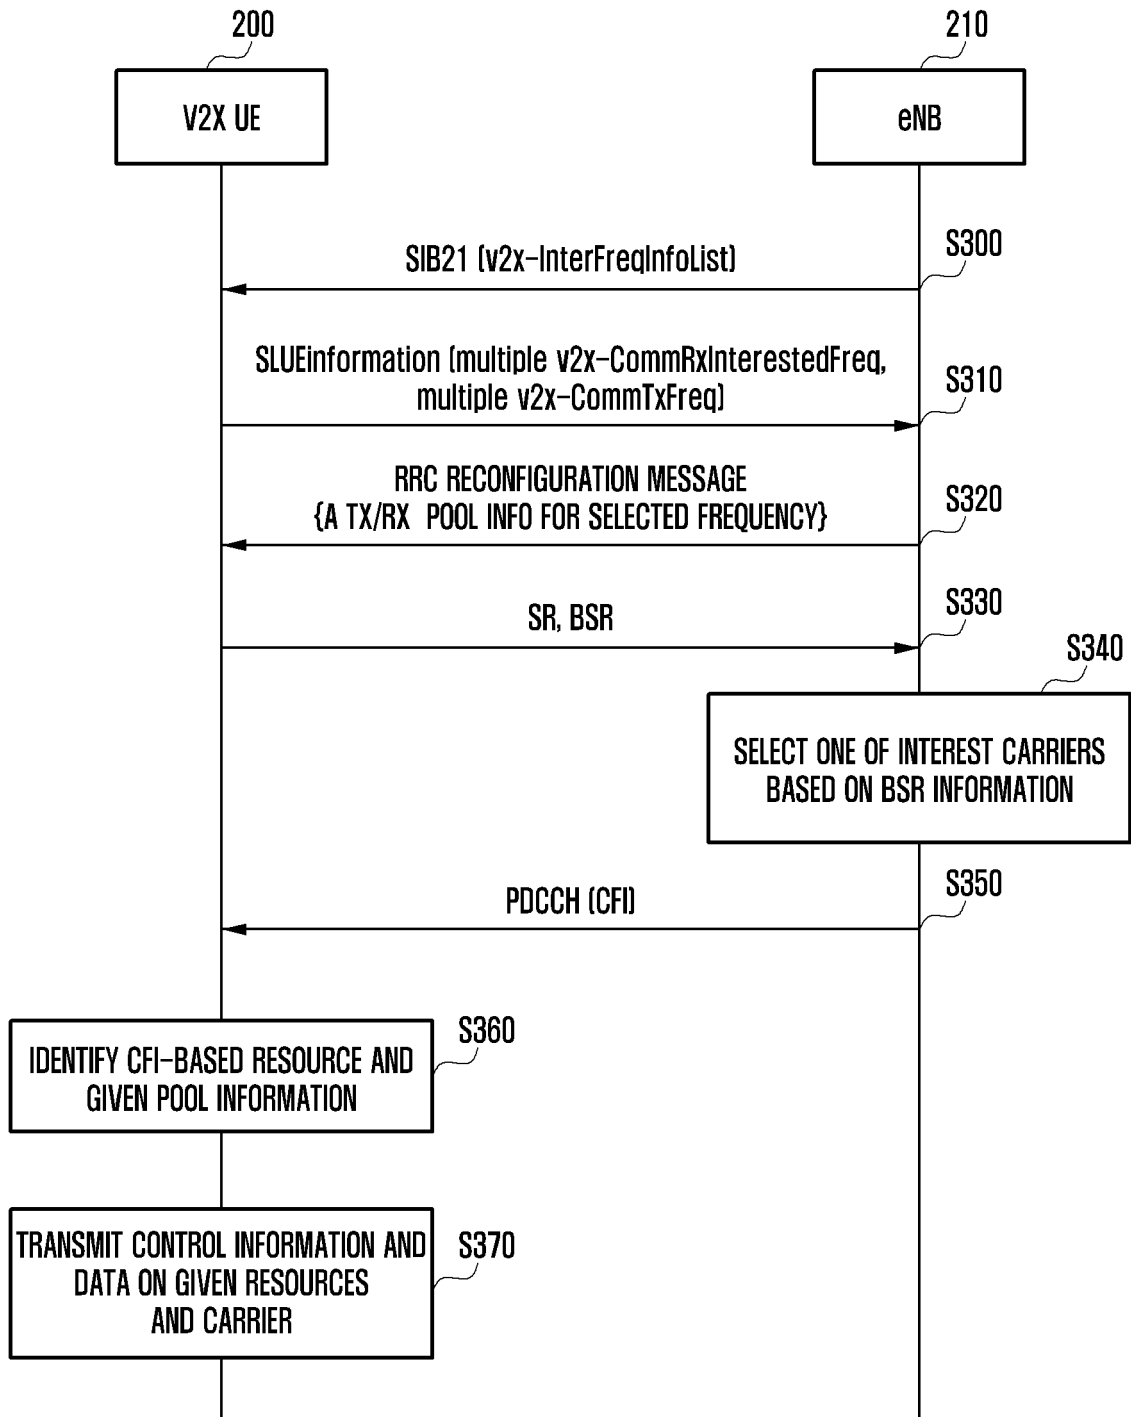 200
210
V2X UE
eNB
S300
SIB21 (v2x-InterFreqInfoList)
SLUEinformation (multiple v2x-CommRxInterestedFreq,
multiple v2x-CommTxFreq)
S310
RRC RECONFIGURATION MESSAGE
{A TX/RX POOL INFO FOR SELECTED FREQUENCY}
S320
SR, BSR
S330
S340
SELECT ONE OF INTEREST CARRIERS
BASED ON BSR INFORMATION
PDCCH (CFI)
S350
S360
IDENTIFY CFI-BASED RESOURCE AND
GIVEN POOL INFORMATION
S370
TRANSMIT CONTROL INFORMATION AND
DATA ON GIVEN RESOURCES
AND CARRIER